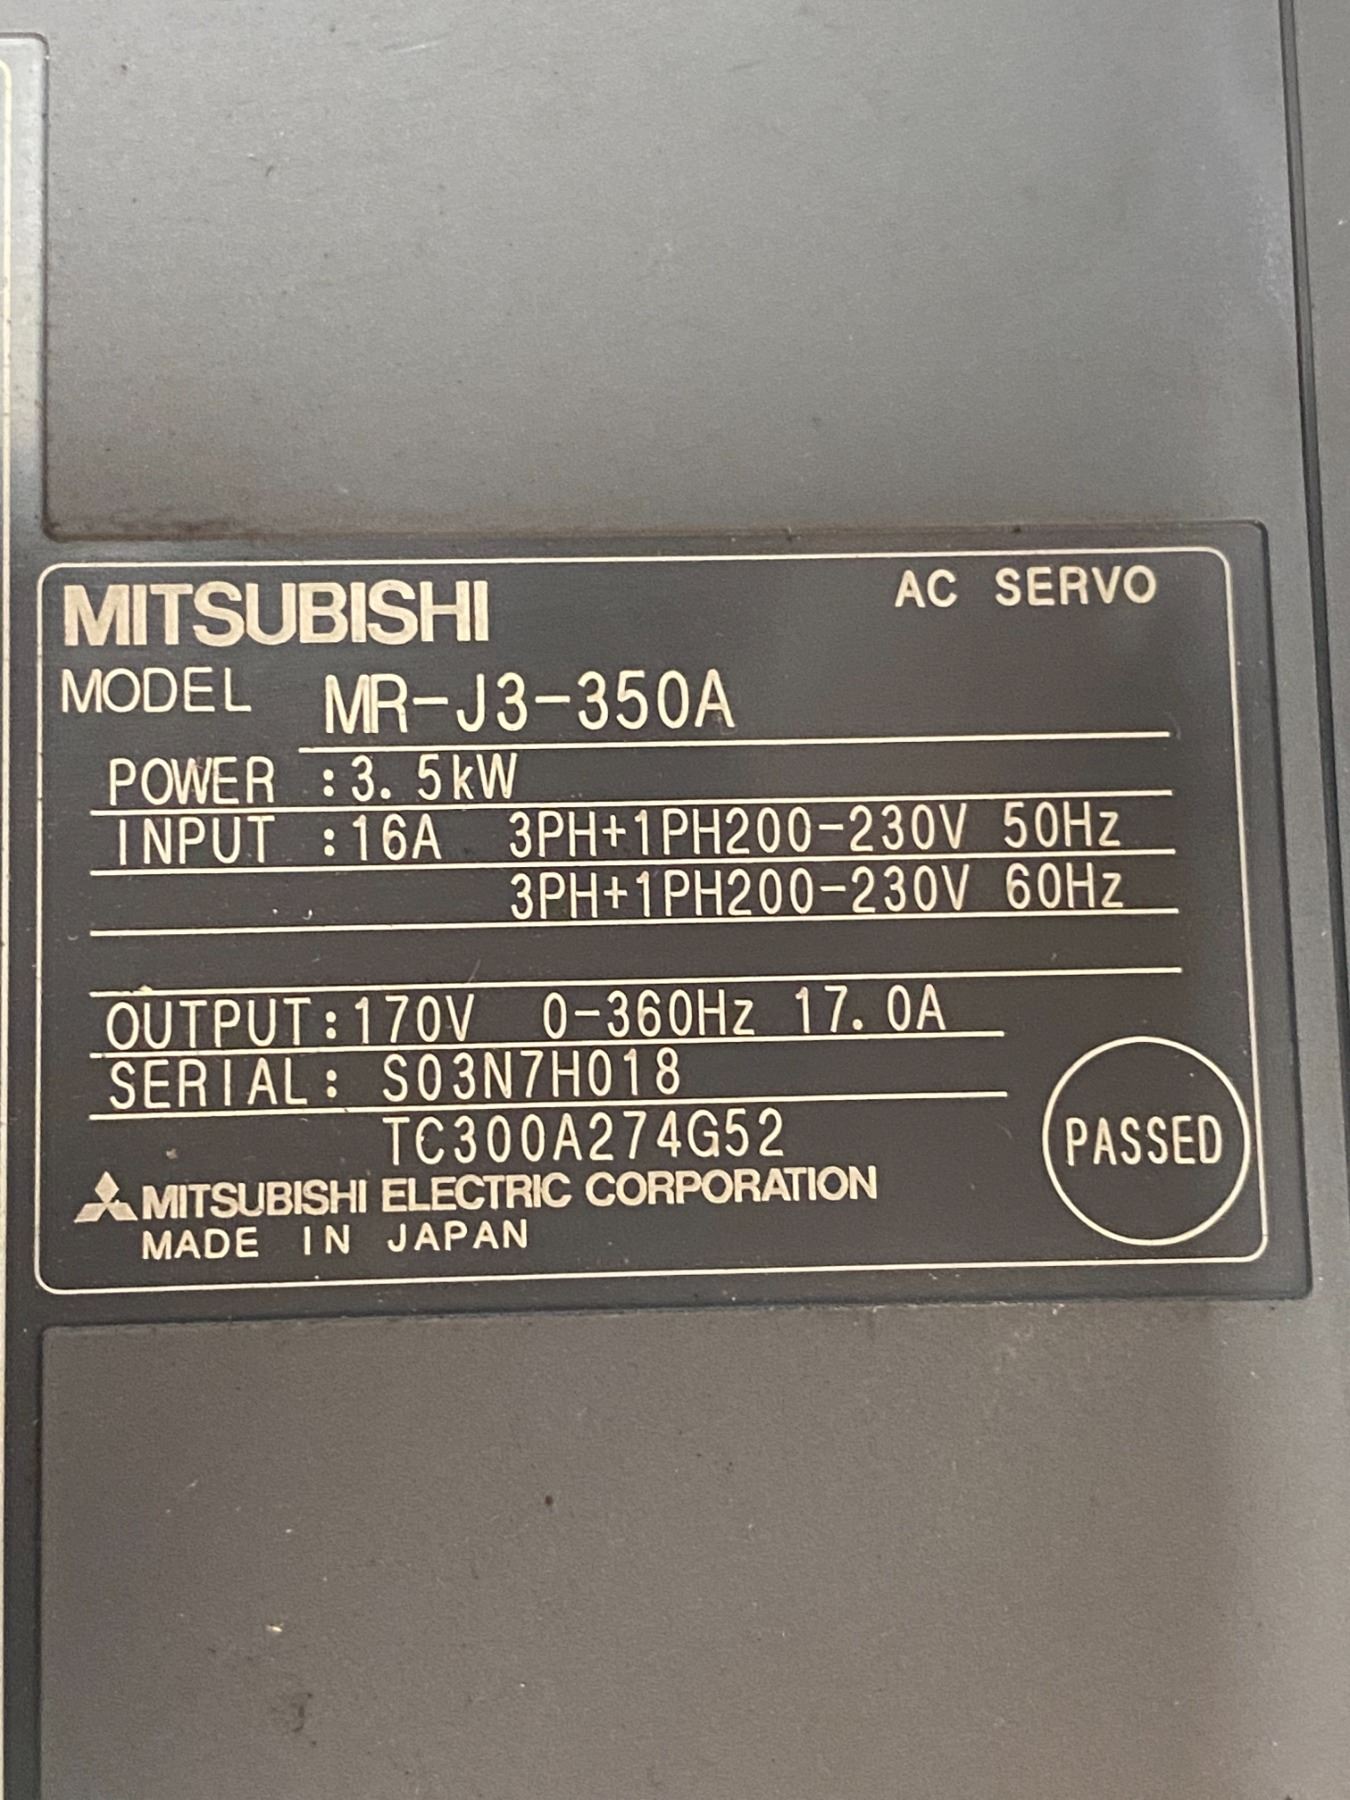 MITSUBISHI AC SERVO
MODEL MR-J3-350A
POWER :3.5kW
INPUT :16A 3PH+1PH200-230V 50Hz
3PH+1PH200-230V 60Hz
OUTPUT:170V 0-360Hz 17.0A
SERIAL: S03N7H018
TC300A274G52
PASSED
MITSUBISHI ELECTRIC CORPORATION
MADE IN JAPAN